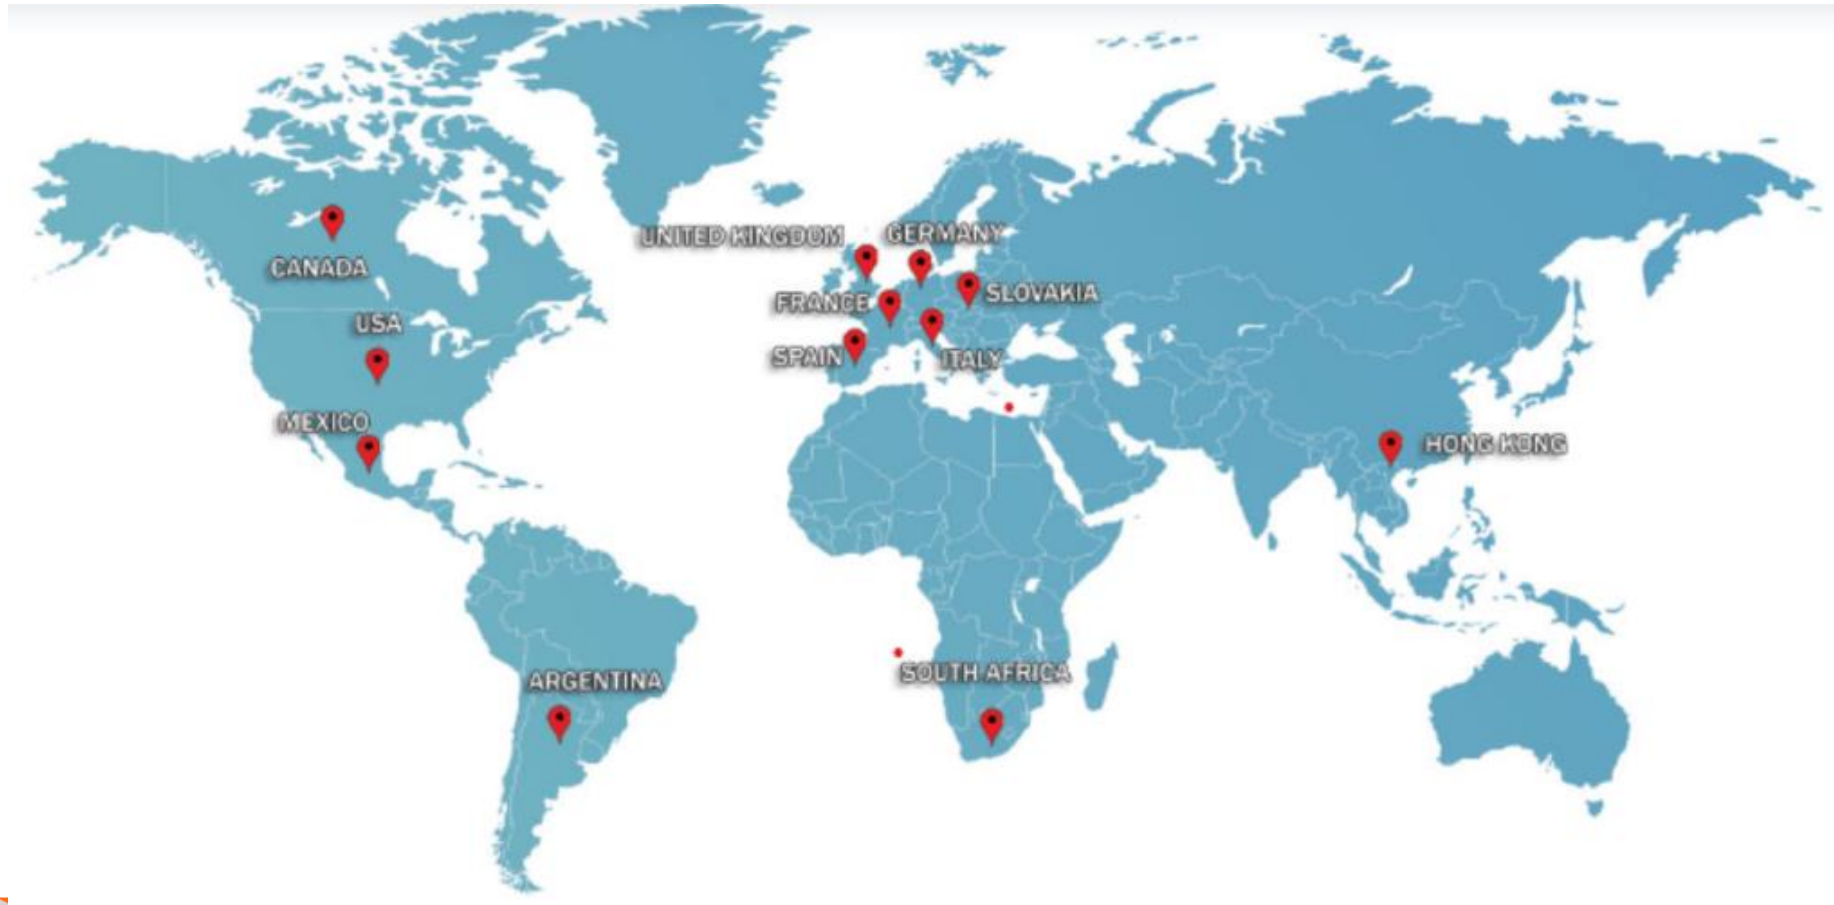 UNITED KINGDOM
GERMANY
CANADA
FRANCE
SLOVAKIA
USA
SPAIN
ITALY
MEXICO
HONG KONG
SOUTH AFRICA
ARGENTINA